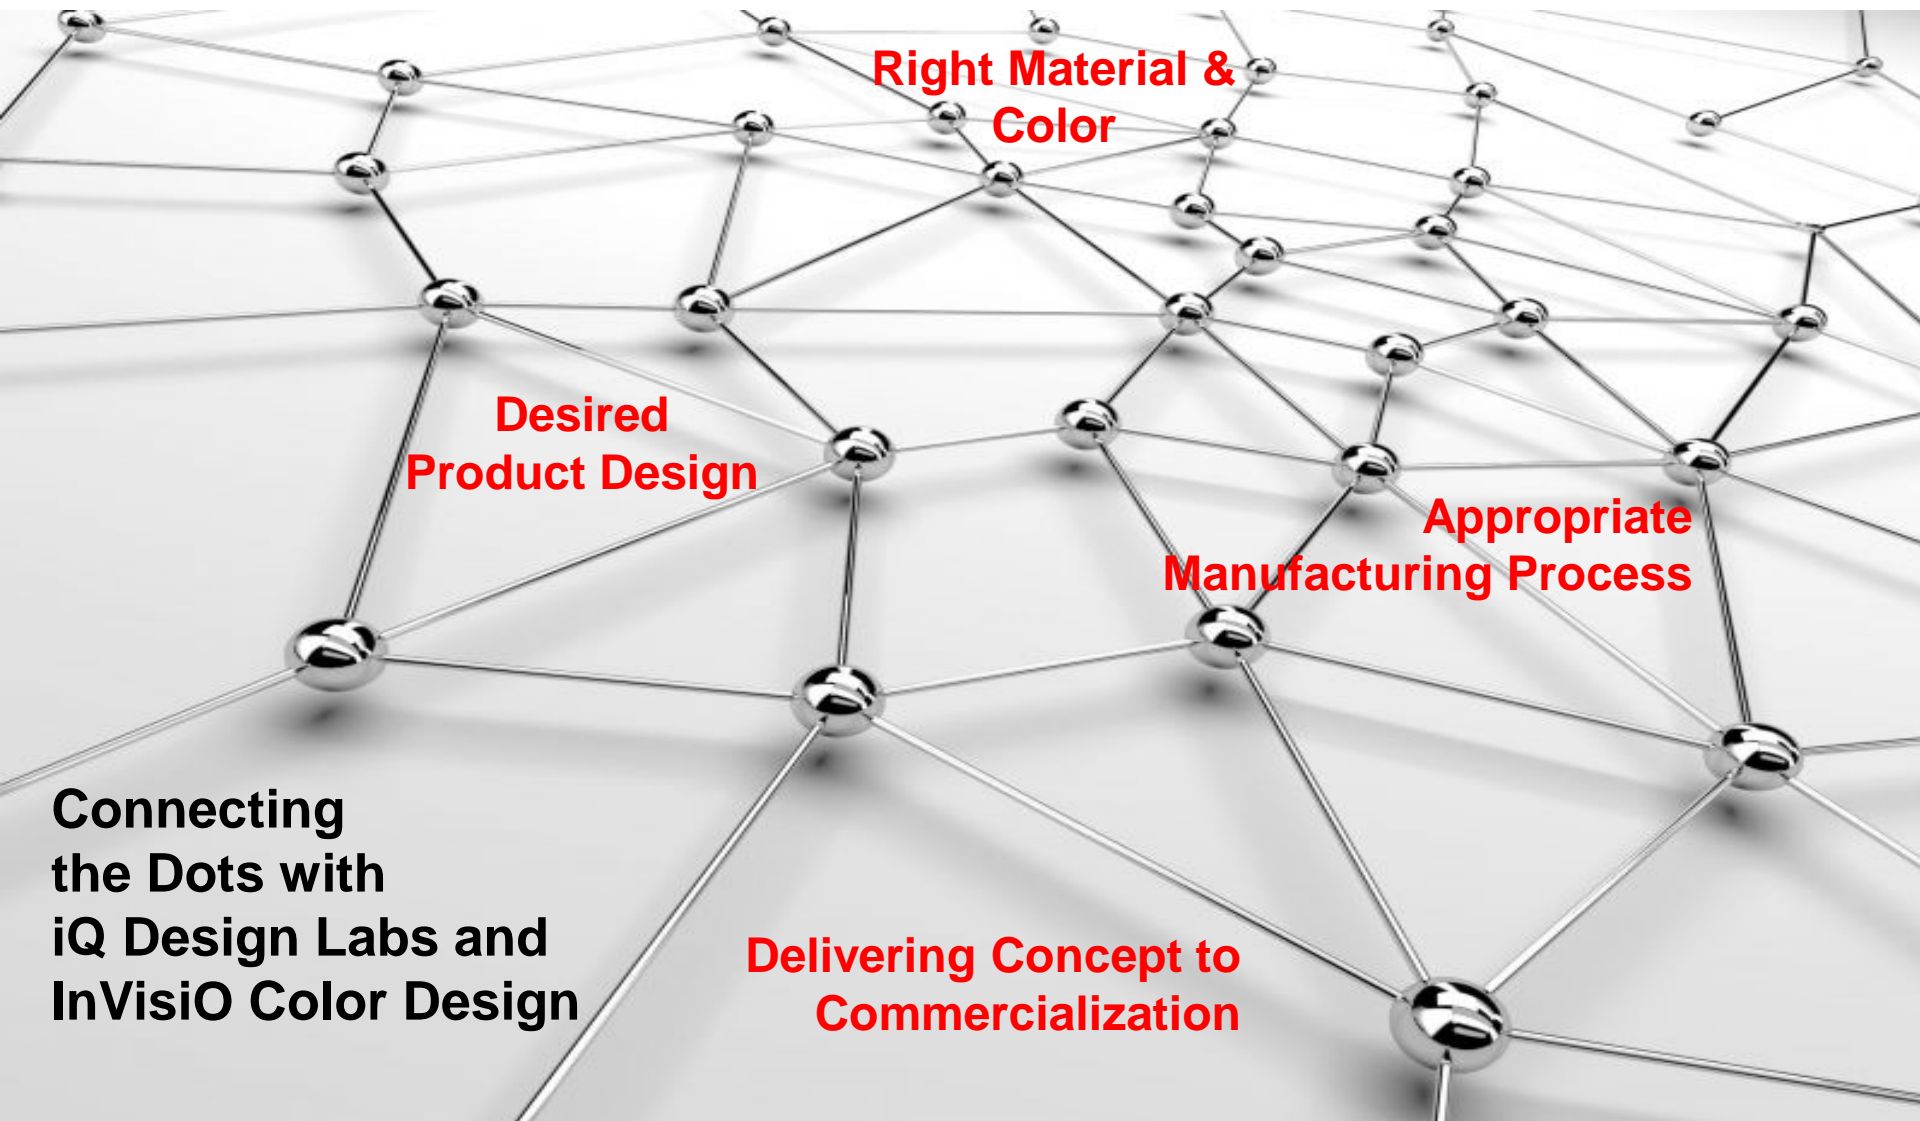 Right Material &
Color
Desired
Product Design
Appropriate
Manufacturing Process
Connecting
the Dots with
iQ Design Labs and
InVisiO Color Design
Delivering Concept to
Commercialization